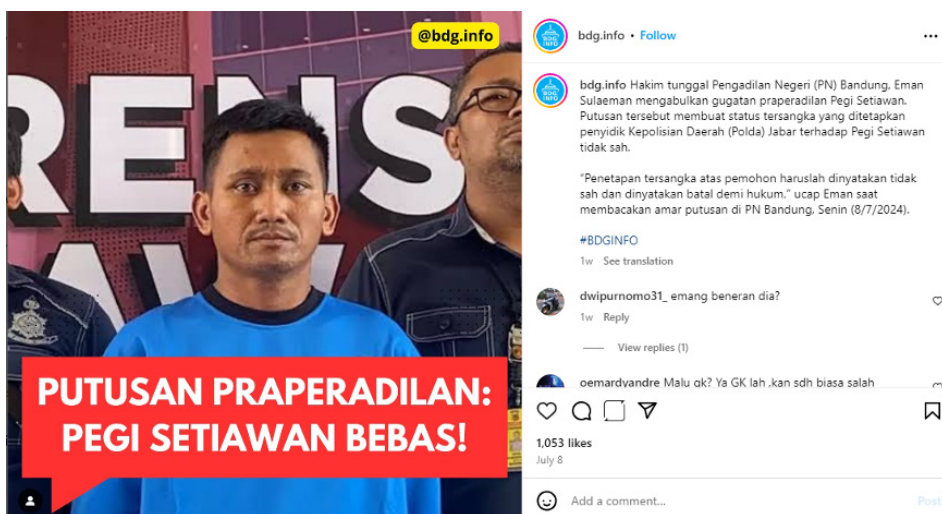 @bdg.info
RENS
AW
PUTUSAN PRAPERADILAN:
PEGI SETIAWAN BEBAS!
bdg.info • Follow
bdg.info Hakim tunggal Pengadilan Negeri (PN) Bandung, Eman
Sulaeman mengabulkan gugatan praperadilan Pegi Setiawan.
Putusan tersebut membuat status tersangka yang ditetapkan
penyidik Kepolisian Daerah (Polda) Jabar terhadap Pegi Setiawan
tidak sah.
"Penetapan tersangka atas pemohon haruslah dinyatakan tidak
sah dan dinyatakan batal demi hukum." ucap Eman saat
membacakan amar putusan di PN Bandung, Senin (8/7/2024).
#BDGINFO
1w See translation
dwipurnomo31_ emang beneran dia?
1w Reply
View replies (1)
oemardyandre Malu gk? Ya GK lah ,kan sdh biasa salah
1,053 likes
July 8
Add a comment...
Post